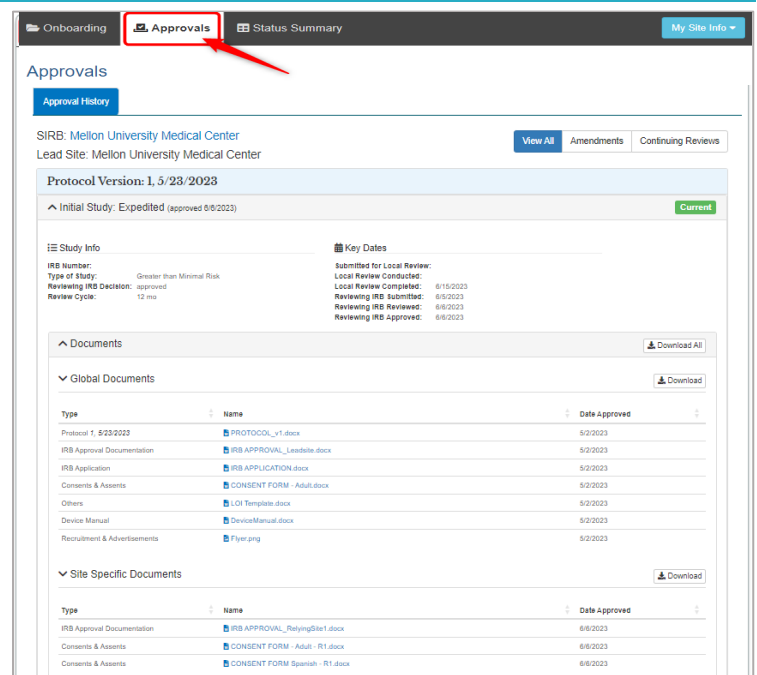 Onboarding Approvals Status Summary My Site Info
Approvals
Approval History
SIRB: Mellon University Medical Center
View All Amendments Continuing Reviews
Lead Site: Mellon University Medical Center
Protocol Version: 1, 5/23/2023
Initial Study: Expedited (approved 6/6/2023) Current
Study Info Key Dates
IRB Number: Submitted for Local Review:
Type of Study: Greater than Minimal Risk Local Review Conducted:
Reviewing IRB Decision: approved Local Review Completed: 6/15/2023
Review Cycle: 12 mo Reviewing IRB Submitted: 6/5/2023
Reviewing IRB Reviewed: 6/6/2023
Reviewing IRB Approved: 6/6/2023
Documents Download All
Global Documents Download
Type Name Date Approved
Protocol 1, 5/23/2023 PROTOCOL_v1.docx 5/2/2023
IRB Approval Documentation IRB APPROVAL_Leadsite.docx 5/2/2023
IRB Application IRB APPLICATION.docx 5/2/2023
Consents & Assents CONSENT FORM - Adult.docx 5/2/2023
Others LOI Template.docx 5/2/2023
Device Manual DeviceManual.docx 5/2/2023
Recruitment & Advertisements Flyer.png 5/2/2023
Site Specific Documents Download
Type Name Date Approved
IRB Approval Documentation IRB APPROVAL_RelyingSite1.docx 6/6/2023
Consents & Assents CONSENT FORM - Adult - R1.docx 6/6/2023
Consents & Assents CONSENT FORM Spanish - R1.docx 6/6/2023